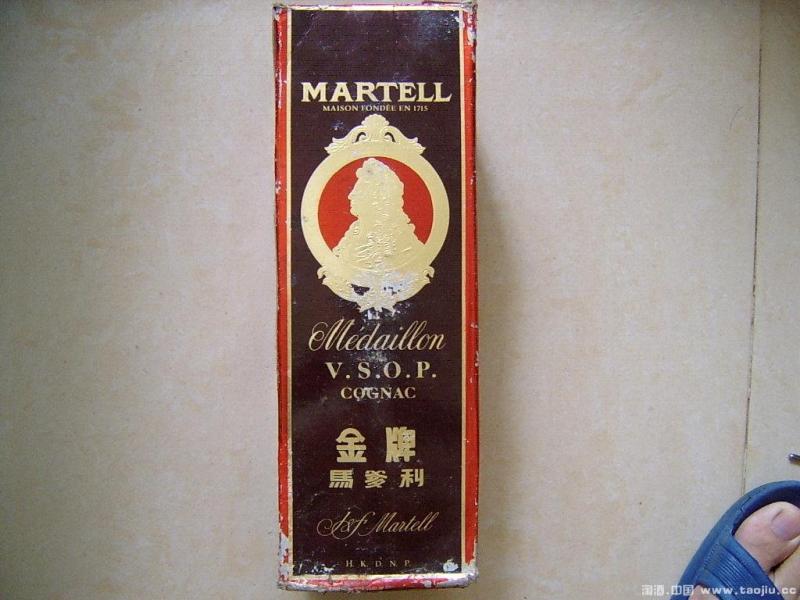 MARTELL
MAISON FONDÉE EN 1715
Médaillon
V.S.O.P.
COGNAC
金牌
馬爹利
J&F Martell
H.K.D.N.P.
淘酒.中国 www.taojiu.cc